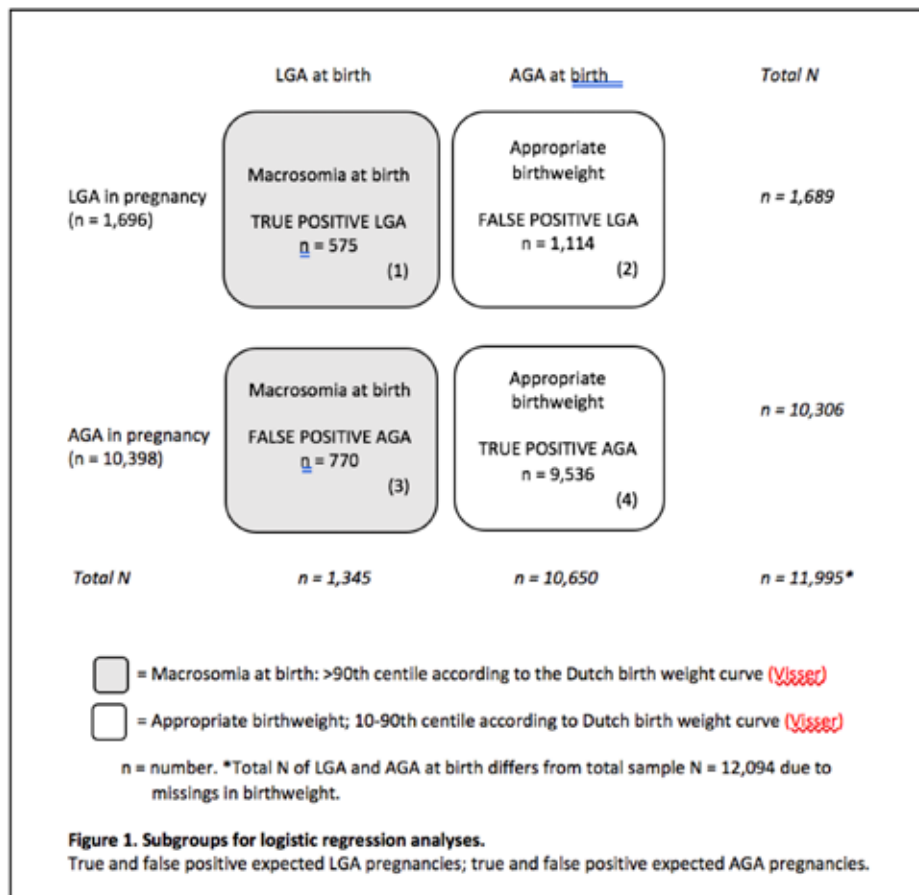 LGA at birth
AGA at birth
Total N
LGA in pregnancy
(n = 1,696)
Macrosomia at birth
TRUE POSITIVE LGA
n = 575
(1)
Appropriate
birthweight
FALSE POSITIVE LGA
n = 1,114
(2)
n = 1,689
AGA in pregnancy
(n = 10,398)
Macrosomia at birth
FALSE POSITIVE AGA
n = 770
(3)
Appropriate
birthweight
TRUE POSITIVE AGA
n = 9,536
(4)
n = 10,306
Total N
n = 1,345
n = 10,650
n = 11,995*
= Macrosomia at birth: >90th centile according to the Dutch birth weight curve (Visser)
= Appropriate birthweight; 10-90th centile according to Dutch birth weight curve (Visser)
n = number. *Total N of LGA and AGA at birth differs from total sample N = 12,094 due to
missings in birthweight.
Figure 1. Subgroups for logistic regression analyses.
True and false positive expected LGA pregnancies; true and false positive expected AGA pregnancies.